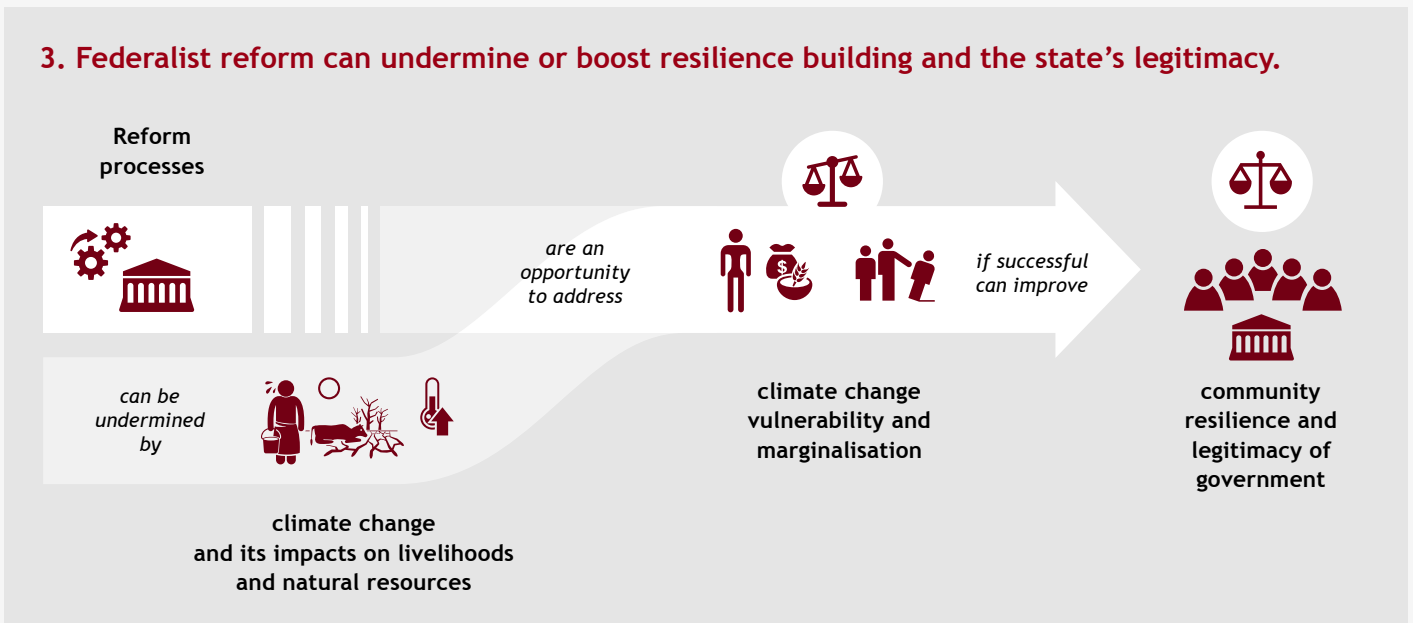 3. Federalist reform can undermine or boost resilience building and the state’s legitimacy.
Reform
processes
are an
opportunity
to address
$
if successful
can improve
can be
undermined
by
climate change
and its impacts on livelihoods
and natural resources
climate change
vulnerability and
marginalisation
community
resilience and
legitimacy of
government